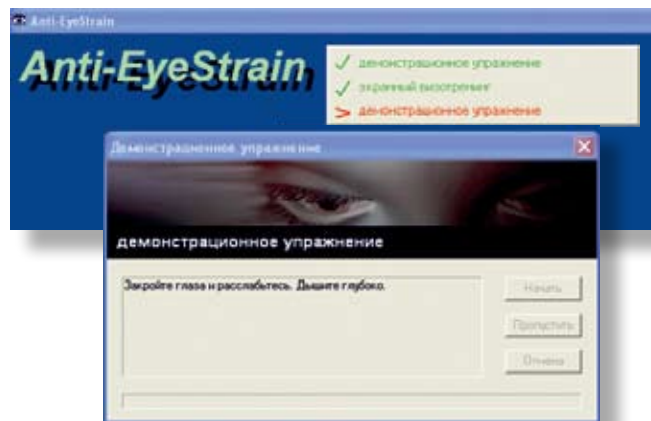 Anti-EyeStrain
Anti-EyeStrain
демонстрационное упражнение
экранный визотренинг
демонстрационное упражнение
Демонстрационное упражнение
демонстрационное упражнение
Закройте глаза и расслабьтесь. Дышите глубоко.
Начать
Пропустить
Отмена